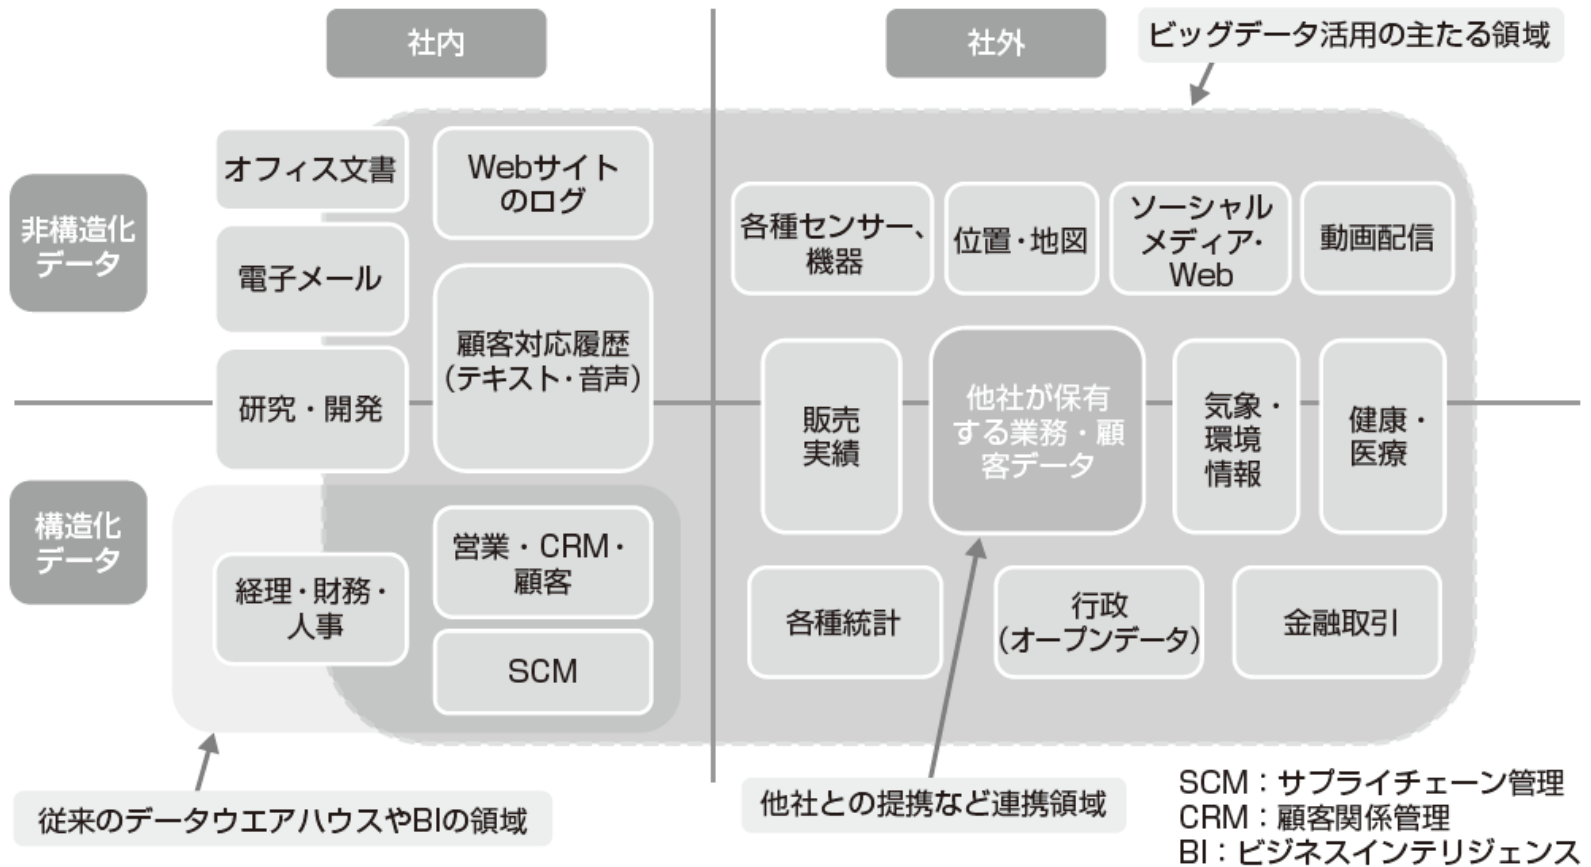 社内
社外
ビッグデータ活用の主たる領域
非構造化
データ
オフィス文書
Webサイト
のログ
電子メール
顧客対応履歴
（テキスト・音声）
研究・開発
各種センサー、
機器
位置・地図
ソーシャル
メディア・
Web
動画配信
販売
実績
他社が保有
する業務・顧
客データ
気象・
環境
情報
健康・
医療
構造化
データ
経理・財務・
人事
営業・CRM・
顧客
SCM
各種統計
行政
（オープンデータ）
金融取引
従来のデータウエアハウスやBIの領域
他社との提携など連携領域
SCM：サプライチェーン管理
CRM：顧客関係管理
BI：ビジネスインテリジェンス